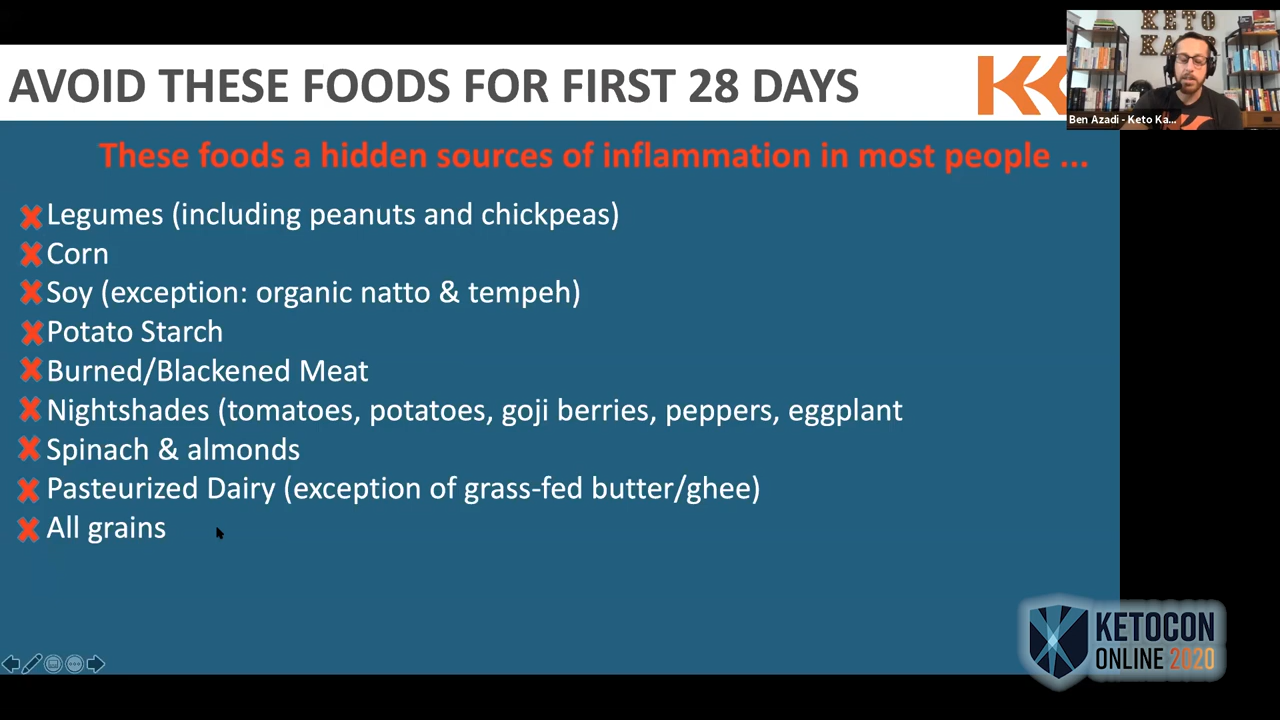 AVOID THESE FOODS FOR FIRST 28 DAYS
KK
KETO
Ben Azadi - Keto Ka...
These foods a hidden sources of inflammation in most people ...
Legumes (including peanuts and chickpeas)
Corn
Soy (exception: organic natto & tempeh)
Potato Starch
Burned/Blackened Meat
Nightshades (tomatoes, potatoes, goji berries, peppers, eggplant
Spinach & almonds
Pasteurized Dairy (exception of grass-fed butter/ghee)
All grains
KETOCON
ONLINE 2020